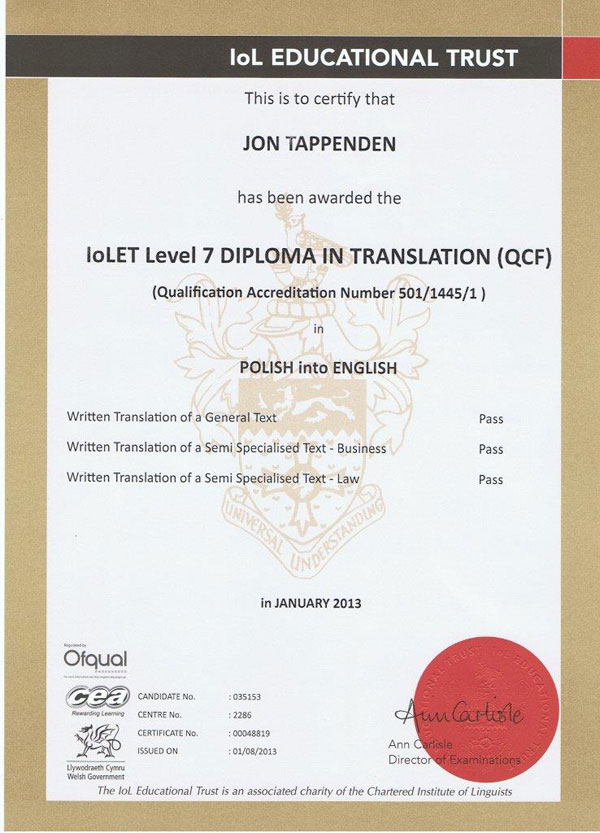 IoL EDUCATIONAL TRUST
This is to certify that
JON TAPPENDEN
has been awarded the
IoLET Level 7 DIPLOMA IN TRANSLATION (QCF)
(Qualification Accreditation Number 501/1445/1 )
in
POLISH into ENGLISH
Written Translation of a General Text Pass
Written Translation of a Semi Specialised Text - Business Pass
Written Translation of a Semi Specialised Text - Law Pass
UNIVERSAL UNDERSTANDING
in JANUARY 2013
Regulated by
Ofqual
cea
Rewarding Learning
Llywodraeth Cymru
Welsh Government
CANDIDATE No. : 035153
CENTRE No. : 2286
CERTIFICATE No. : 00048819
ISSUED ON : 01/08/2013
Ann Carlisle
Ann Carlisle
Director of Examinations
The IoL Educational Trust is an associated charity of the Chartered Institute of Linguists